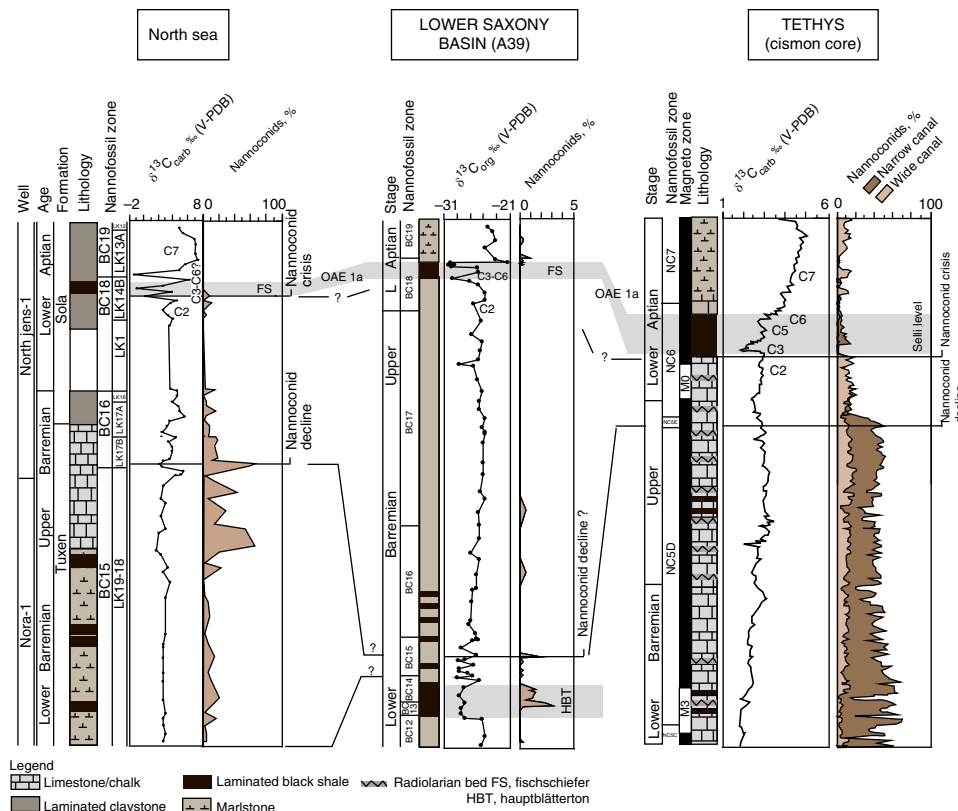 North sea
LOWER SAXONY
BASIN (A39)
TETHYS
(cismon core)
Well
Age
Formation
Lithology
Nannofossil zone
δ13Ccarb ‰ (V-PDB)
Nannoconids, %
–2
8
0
100
Nora-1
North jens-1
Lower Barremian
Upper Barremian
Lower Aptian
Tuxen
Sola
BC15
BC16
BC18
BC19
LK19-18
LK17B
LK17A
LK16
LK1
LK14B
LK13A
LK12
C7
C3-C6?
C2
FS
OAE 1a
Nannoconid
crisis
Nannoconid
decline
?
?
?
Stage
Nannofossil zone
δ13Corg ‰ (V-PDB)
Nannoconids, %
–31
–21
0
5
Lower
Barremian
Upper
L
Aptian
BC12
BC
13
BC14
BC15
BC16
BC17
BC18
BC19
C3-C6
C2
FS
HBT
Nannoconid decline ?
OAE 1a
?
Stage
Nannofossil zone
Magneto zone
Lithology
δ13Ccarb ‰ (V-PDB)
Nannoconids, %
Narrow canal
Wide canal
1
6
0
100
Lower
Barremian
Upper
Lower
Aptian
NC5C
NC5D
NC5E
NC6
NC7
M3
M0
C7
C6
C5
C3
C2
Selli level
Nannoconid crisis
Nannoconid
decline
Legend
Limestone/chalk
Laminated black shale
Radiolarian bed FS, fischschiefer
HBT, hauptblätterton
Laminated claystone
Marlstone